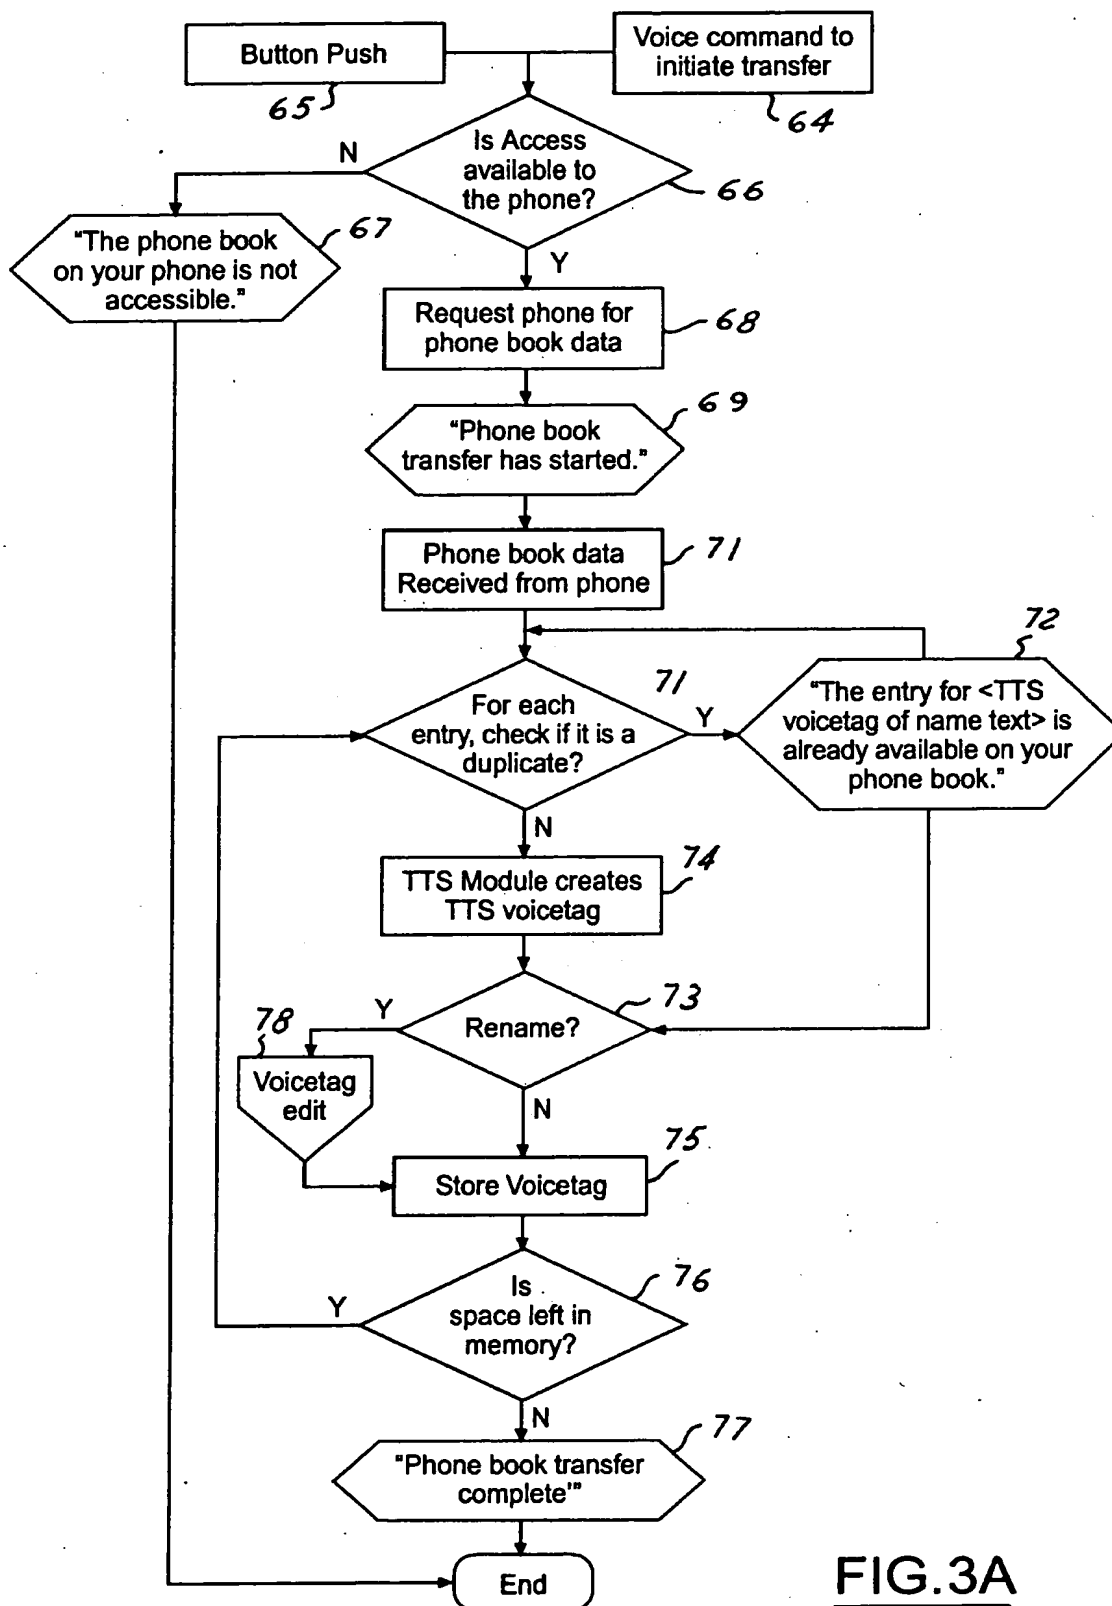 Button Push
65
Voice command to
initiate transfer
64
Is Access
available to
the phone?
66
N
Y
"The phone book
on your phone is not
accessible."
67
Request phone for
phone book data
68
"Phone book
transfer has started."
69
Phone book data
Received from phone
71
For each
entry, check if it is a
duplicate?
71
Y
N
"The entry for <TTS
voicetag of name text> is
already available on your
phone book."
72
TTS Module creates
TTS voicetag
74
Rename?
73
Y
N
78
Voicetag
edit
Store Voicetag
75
Is
space left in
memory?
76
Y
N
"Phone book transfer
complete'"
77
End
FIG.3A